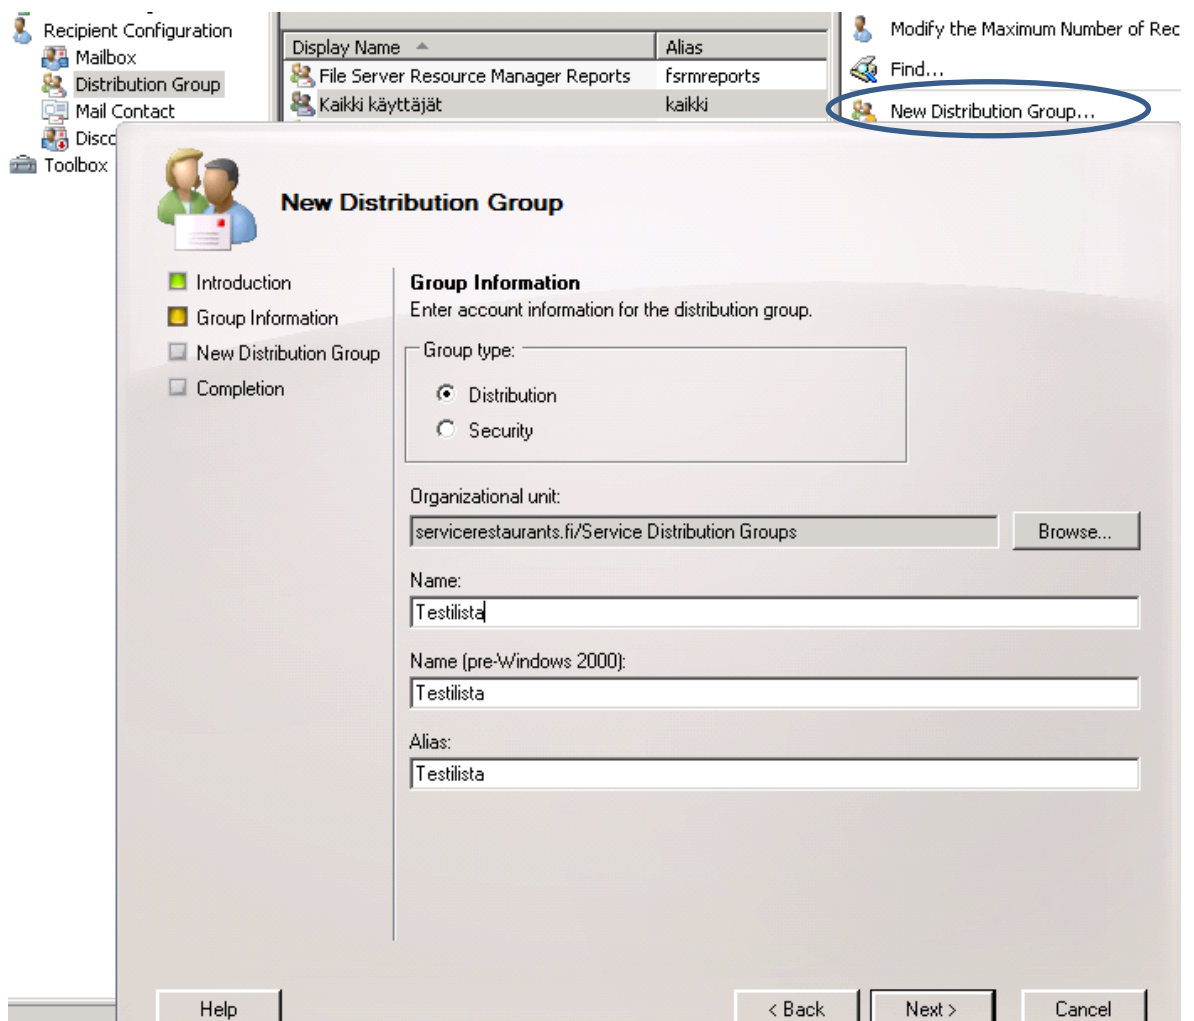 Recipient Configuration
Mailbox
Distribution Group
Mail Contact
Disco
Toolbox
Display Name Alias
File Server Resource Manager Reports fsrmreports
Kaikki käyttäjät kaikki
Modify the Maximum Number of Rec
Find...
New Distribution Group...
New Distribution Group
Introduction
Group Information
New Distribution Group
Completion
Group Information
Enter account information for the distribution group.
Group type:
Distribution
Security
Organizational unit:
servicerestaurants.fi/Service Distribution Groups
Browse...
Name:
Testilista
Name (pre-Windows 2000):
Testilista
Alias:
Testilista
Help
< Back
Next >
Cancel